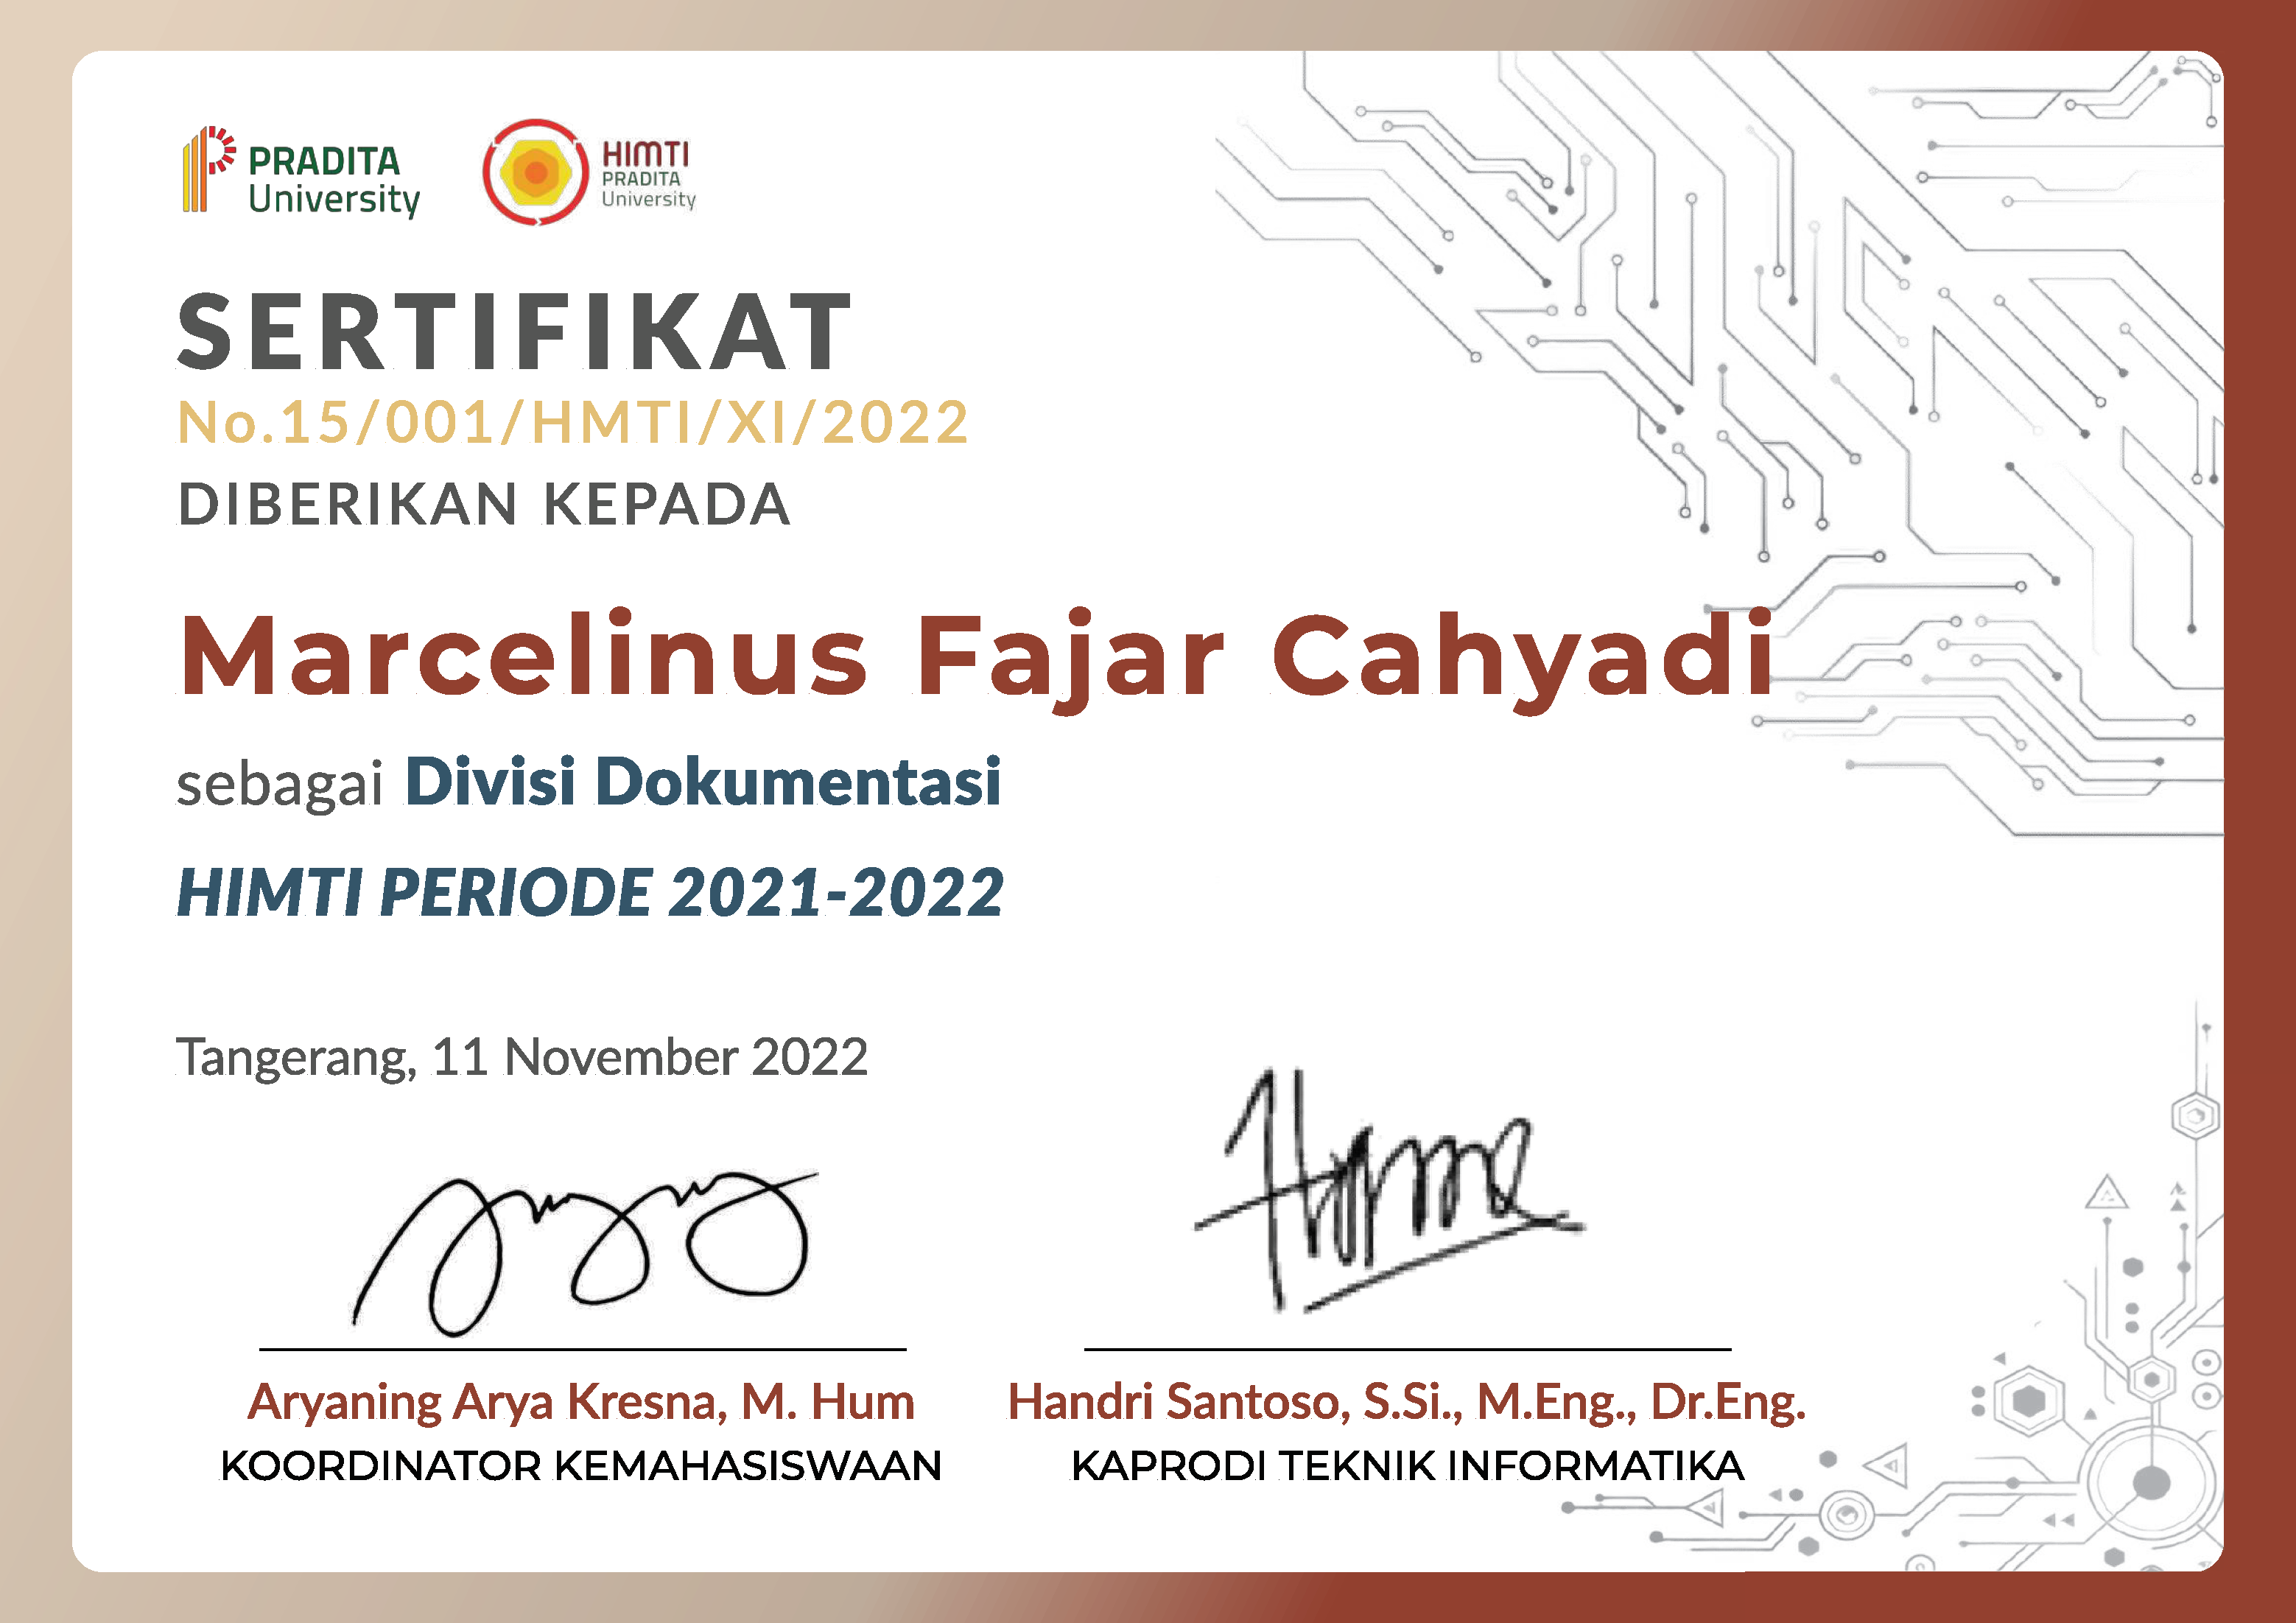 PRADITA
University
HIMTI
PRADITA
University
SERTIFIKAT
No.15/001/HMTI/XI/2022
DIBERIKAN KEPADA
Marcelinus Fajar Cahyadi
sebagai Divisi Dokumentasi
HIMTI PERIODE 2021-2022
Tangerang, 11 November 2022
Aryaning Arya Kresna, M. Hum
KOORDINATOR KEMAHASISWAAN
Handri Santoso, S.Si., M.Eng., Dr.Eng.
KAPRODI TEKNIK INFORMATIKA